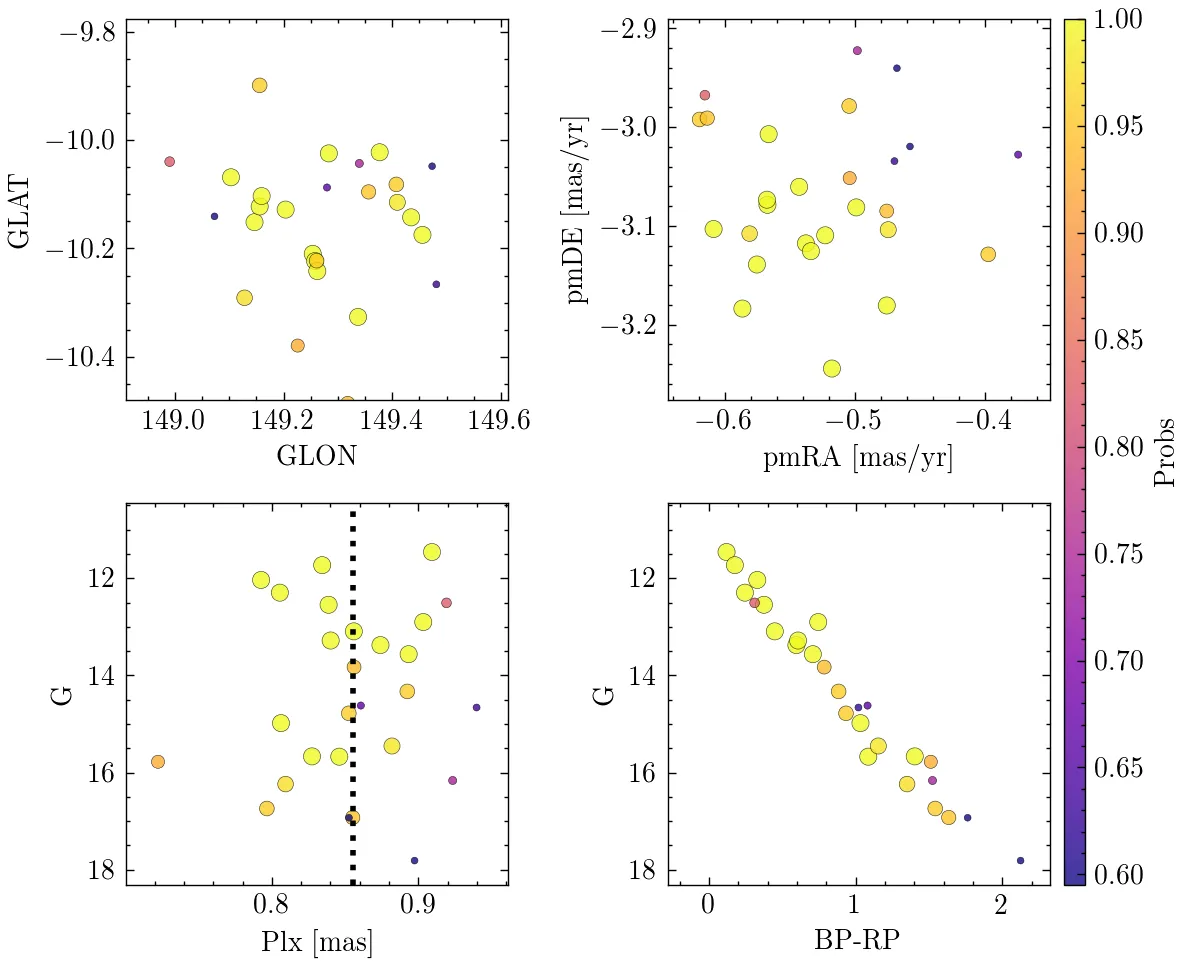 −9.8
−10.0
−10.2
−10.4
GLAT
149.0 149.2 149.4 149.6
GLON
−2.9
−3.0
−3.1
−3.2
pmDE [mas/yr]
−0.6 −0.5 −0.4
pmRA [mas/yr]
12
14
16
18
G
0.8 0.9
Plx [mas]
12
14
16
18
G
0 1 2
BP-RP
1.00
0.95
0.90
0.85
0.80
0.75
0.70
0.65
0.60
Probs